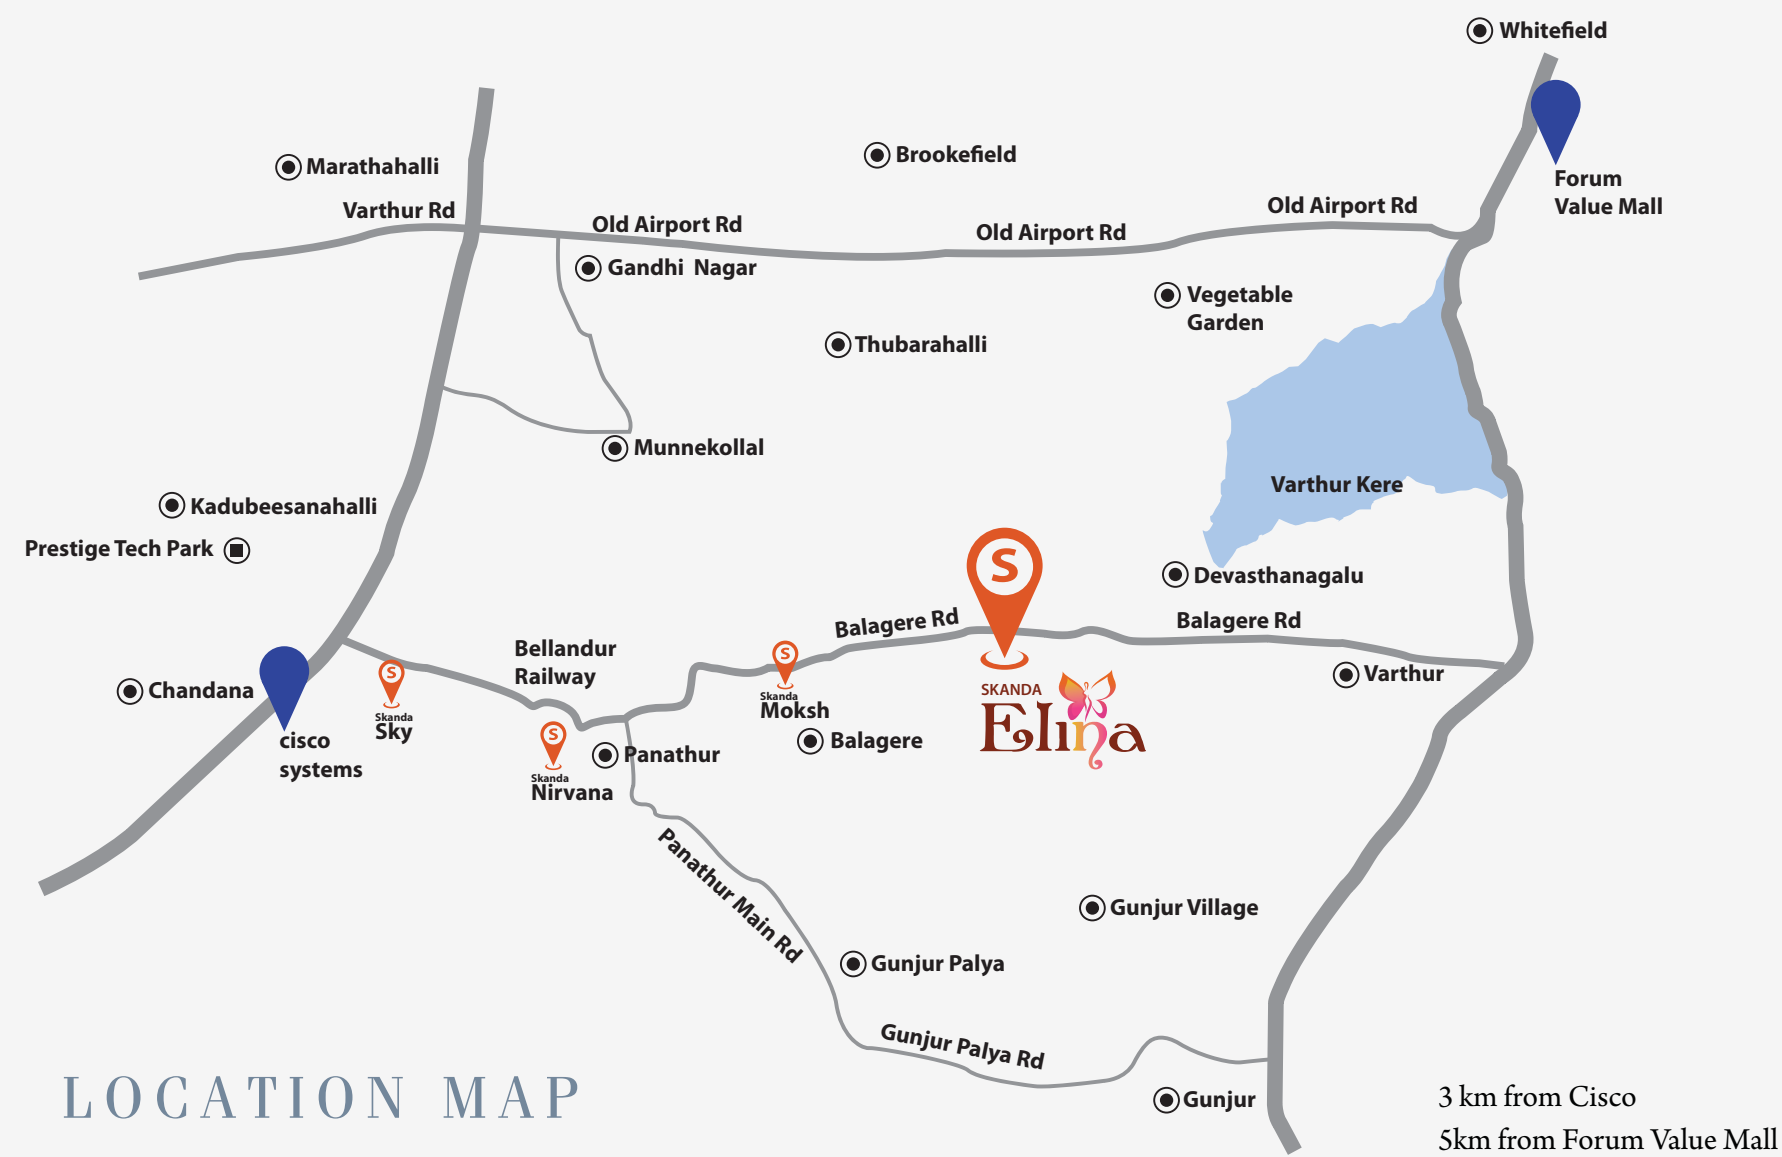 Whitefield
Marathahalli
Brookefield
Forum
Value Mall
Varthur Rd
Old Airport Rd
Old Airport Rd
Old Airport Rd
Gandhi Nagar
Vegetable
Garden
Thubarahalli
Munnekollal
Varthur Kere
Kadubeesanahalli
Prestige Tech Park
S
Devasthanagalu
Balagere Rd
Balagere Rd
Bellandur
Railway
S
S
Varthur
Chandana
SKANDA
Elina
Skanda
Moksh
Skanda
Sky
S
cisco
systems
Balagere
Panathur
Skanda
Nirvana
Panathur Main Rd
Gunjur Village
Gunjur Palya
Gunjur Palya Rd
Gunjur
LOCATION MAP
3 km from Cisco
5km from Forum Value Mall